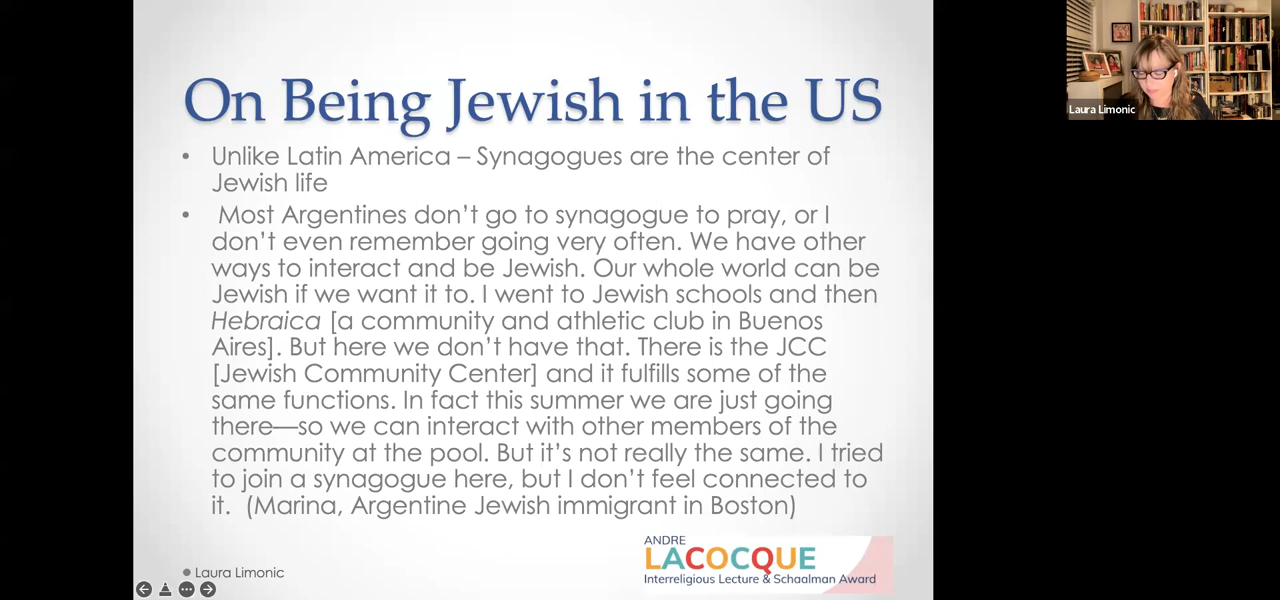 On Being Jewish in the US
• Unlike Latin America – Synagogues are the center of
Jewish life
• Most Argentines don’t go to synagogue to pray, or I
don’t even remember going very often. We have other
ways to interact and be Jewish. Our whole world can be
Jewish if we want it to. I went to Jewish schools and then
Hebraica [a community and athletic club in Buenos
Aires]. But here we don’t have that. There is the JCC
[Jewish Community Center] and it fulfills some of the
same functions. In fact this summer we are just going
there—so we can interact with other members of the
community at the pool. But it’s not really the same. I tried
to join a synagogue here, but I don’t feel connected to
it. (Marina, Argentine Jewish immigrant in Boston)
ANDRE
LACOCQUE
Interreligious Lecture & Schaalman Award
Laura Limonic
Laura Limonic